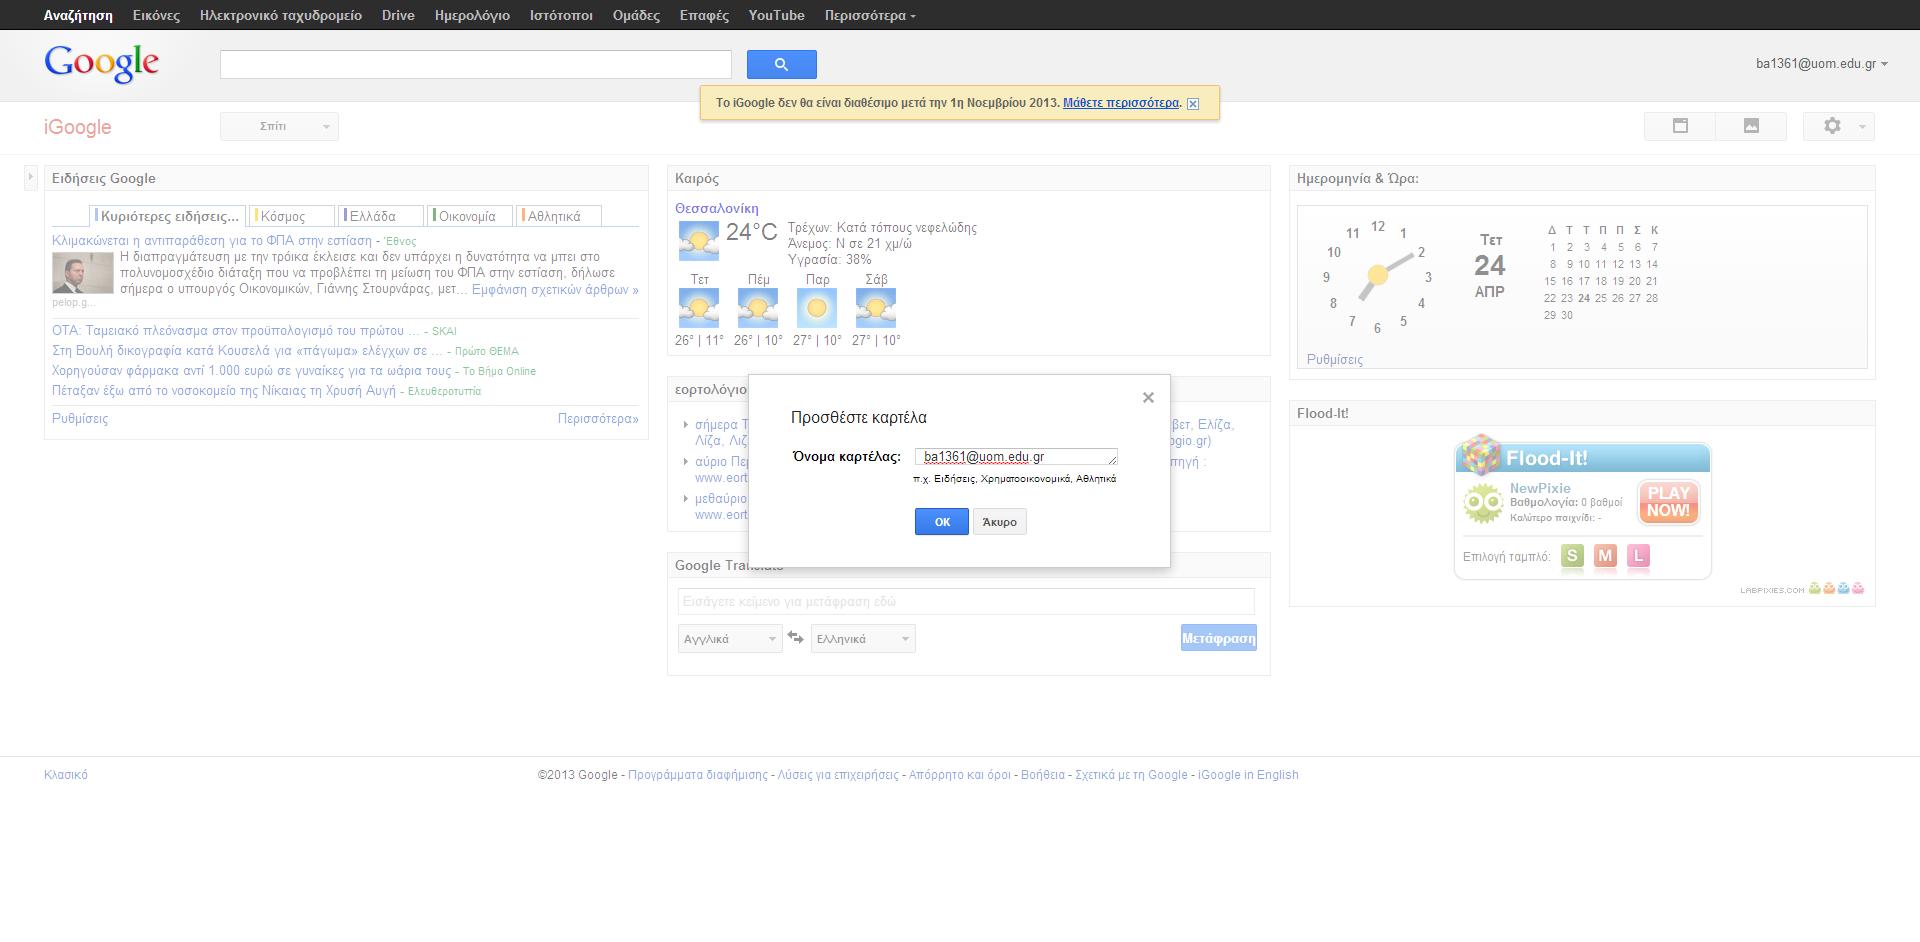 Αναζήτηση Εικόνες Ηλεκτρονικό ταχυδρομείο Drive Ημερολόγιο Ιστότοποι Ομάδες Επαφές YouTube Περισσότερα
Google
ba1361@uom.edu.gr
Το iGoogle δεν θα είναι διαθέσιμο μετά την 1η Νοεμβρίου 2013. Μάθετε περισσότερα.
iGoogle
Σπίτι
Ειδήσεις Google
Κυριότερες ειδήσεις... Κόσμος Ελλάδα Οικονομία Αθλητικά
Κλιμακώνεται η αντιπαράθεση για το ΦΠΑ στην εστίαση - Έθνος
Η διαπραγμάτευση με την τρόικα έκλεισε και δεν υπάρχει η δυνατότητα να μπει στο
πολυνομοσχέδιο διάταξη που να προβλέπει τη μείωση του ΦΠΑ στην εστίαση, δήλωσε
σήμερα ο υπουργός Οικονομικών, Γιάννης Στουρνάρας, μετ... Εμφάνιση σχετικών άρθρων »
pelop.g...
ΟΤΑ: Ταμειακό πλεόνασμα στον προϋπολογισμό του πρώτου ... - SKAI
Στη Βουλή δικογραφία κατά Κουσελά για «πάγωμα» ελέγχων σε ... - Πρώτο ΘΕΜΑ
Χορηγούσαν φάρμακα αντί 1.000 ευρώ σε γυναίκες για τα ωάρια τους - Το Βήμα Online
Πέταξαν έξω από το νοσοκομείο της Νίκαιας τη Χρυσή Αυγή - Ελευθεροτυπία
Ρυθμίσεις Περισσότερα»
Καιρός
Θεσσαλονίκη
24°C
Τρέχων: Κατά τόπους νεφελώδης
Άνεμος: N σε 21 χμ/ώ
Υγρασία: 38%
Τετ Πέμ Παρ Σάβ
26° | 11° 26° | 10° 27° | 10° 27° | 10°
εορτολόγιο
σήμερα Τ βετ, Ελίζα,
Λίζα, Λιζ ogio.gr)
αύριο Πε πηγή :
www.eort
μεθαύριο
www.eort
Προσθέστε καρτέλα
Όνομα καρτέλας: ba1361@uom.edu.gr
π.χ. Ειδήσεις, Χρηματοοικονομικά, Αθλητικά
OK Άκυρο
Google Translate
Εισάγετε κείμενο για μετάφραση εδώ
Αγγλικά Ελληνικά Μετάφραση
Ημερομηνία & Ώρα:
12 1 2 3 4 5 6 7 8 9 10 11
Τετ
24
ΑΠΡ
Δ Τ Τ Π Π Σ Κ
1 2 3 4 5 6 7
8 9 10 11 12 13 14
15 16 17 18 19 20 21
22 23 24 25 26 27 28
29 30
Ρυθμίσεις
Flood-It!
Flood-It!
NewPixie
Βαθμολογία: 0 βαθμοί
Καλύτερο παιχνίδι: -
PLAY
NOW!
Επιλογή ταμπλό: S M L
LABPIXIES.COM
Κλασικό
©2013 Google - Προγράμματα διαφήμισης - Λύσεις για επιχειρήσεις - Απόρρητο και όροι - Βοήθεια - Σχετικά με τη Google - iGoogle in English